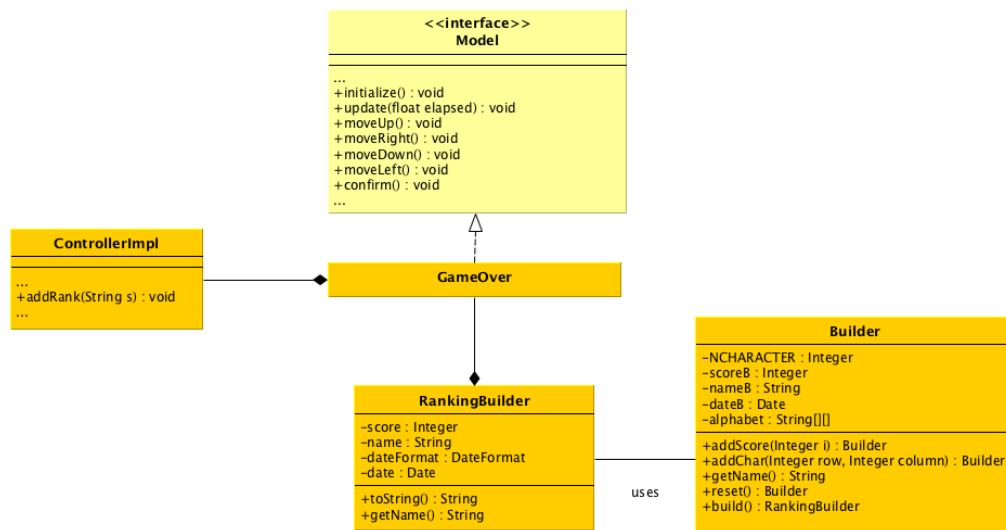 <<interface>>
Model
...
+initialize() : void
+update(float elapsed) : void
+moveUp() : void
+moveRight() : void
+moveDown() : void
+moveLeft() : void
+confirm() : void
...
ControllerImpl
...
+addRank(String s) : void
...
GameOver
RankingBuilder
-score : Integer
-name : String
-dateFormat : DateFormat
-date : Date
+toString() : String
+getName() : String
uses
Builder
-NCHARACTER : Integer
-scoreB : Integer
-nameB : String
-dateB : Date
-alphabet : String[][]
+addScore(Integer i) : Builder
+addChar(Integer row, Integer column) : Builder
+getName() : String
+reset() : Builder
+build() : RankingBuilder